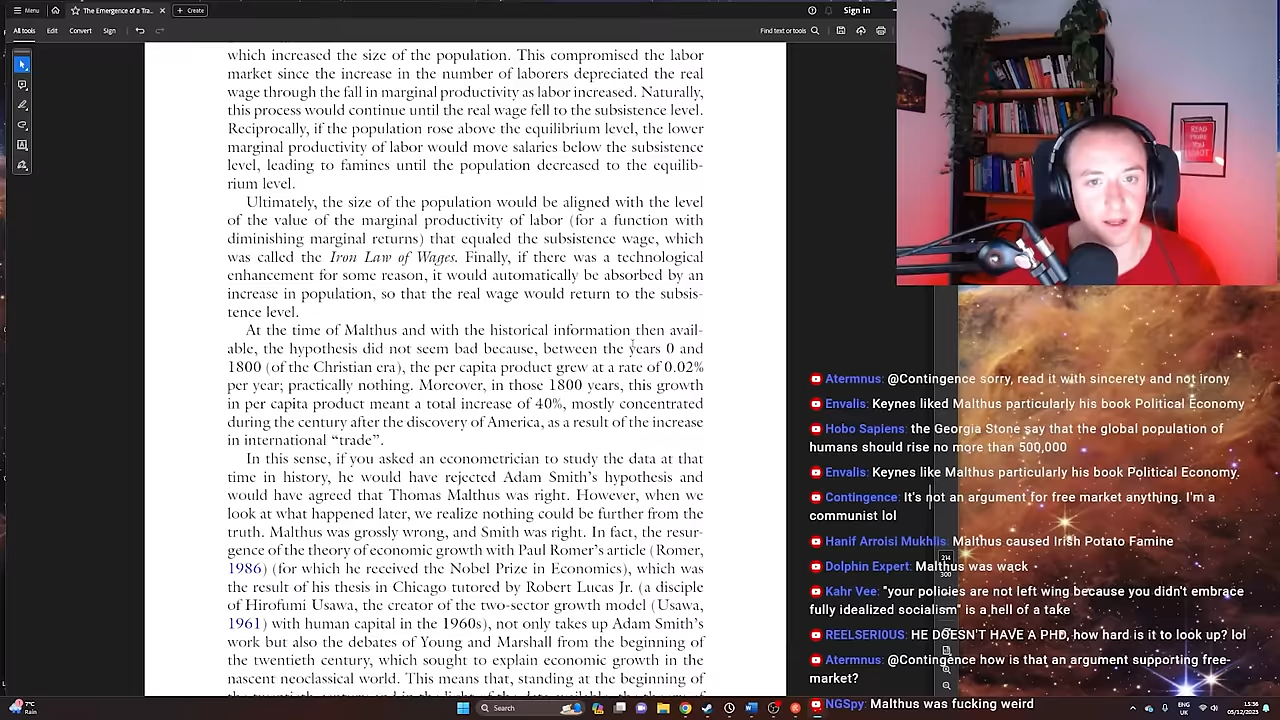 Menu
The Emergence of a Tra...
Create
Sign in
All tools
Edit
Convert
Sign
Find text or tools
which increased the size of the population. This compromised the labor
market since the increase in the number of laborers depreciated the real
wage through the fall in marginal productivity as labor increased. Naturally,
this process would continue until the real wage fell to the subsistence level.
Reciprocally, if the population rose above the equilibrium level, the lower
marginal productivity of labor would move salaries below the subsistence
level, leading to famines until the population decreased to the equilib-
rium level.
Ultimately, the size of the population would be aligned with the level
of the value of the marginal productivity of labor (for a function with
diminishing marginal returns) that equaled the subsistence wage, which
was called the Iron Law of Wages. Finally, if there was a technological
enhancement for some reason, it would automatically be absorbed by an
increase in population, so that the real wage would return to the subsis-
tence level.
At the time of Malthus and with the historical information then avail-
able, the hypothesis did not seem bad because, between the years 0 and
1800 (of the Christian era), the per capita product grew at a rate of 0.02%
per year; practically nothing. Moreover, in those 1800 years, this growth
in per capita product meant a total increase of 40%, mostly concentrated
during the century after the discovery of America, as a result of the increase
in international “trade”.
In this sense, if you asked an econometrician to study the data at that
time in history, he would have rejected Adam Smith’s hypothesis and
would have agreed that Thomas Malthus was right. However, when we
look at what happened later, we realize nothing could be further from the
truth. Malthus was grossly wrong, and Smith was right. In fact, the resur-
gence of the theory of economic growth with Paul Romer’s article (Romer,
1986) (for which he received the Nobel Prize in Economics), which was
the result of his thesis in Chicago tutored by Robert Lucas Jr. (a disciple
of Hirofumi Usawa, the creator of the two-sector growth model (Usawa,
1961) with human capital in the 1960s), not only takes up Adam Smith’s
work but also the debates of Young and Marshall from the beginning of
the twentieth century, which sought to explain economic growth in the
nascent neoclassical world. This means that, standing at the beginning of
Atermnus: @Contingence sorry, read it with sincerety and not irony
Envalis: Keynes liked Malthus particularly his book Political Economy
Hobo Sapiens: the Georgia Stone say that the global population of
humans should rise no more than 500,000
Envalis: Keynes like Malthus particularly his book Political Economy.
Contingence: It's not an argument for free market anything. I'm a
communist lol
Hanif Arroisi Mukhlis: Malthus caused Irish Potato Famine
Dolphin Expert: Malthus was wack
Kahr Vee: "your policies are not left wing because you didn't embrace
fully idealized socialism" is a hell of a take
REELSERI0US: HE DOESN'T HAVE A PHD, how hard is it to look up? lol
Atermnus: @Contingence how is that an argument supporting free-
market?
NGSpy: Malthus was fucking weird
214
300
7°C
Rain
Search
ENG
UK
15:36
05/12/2023